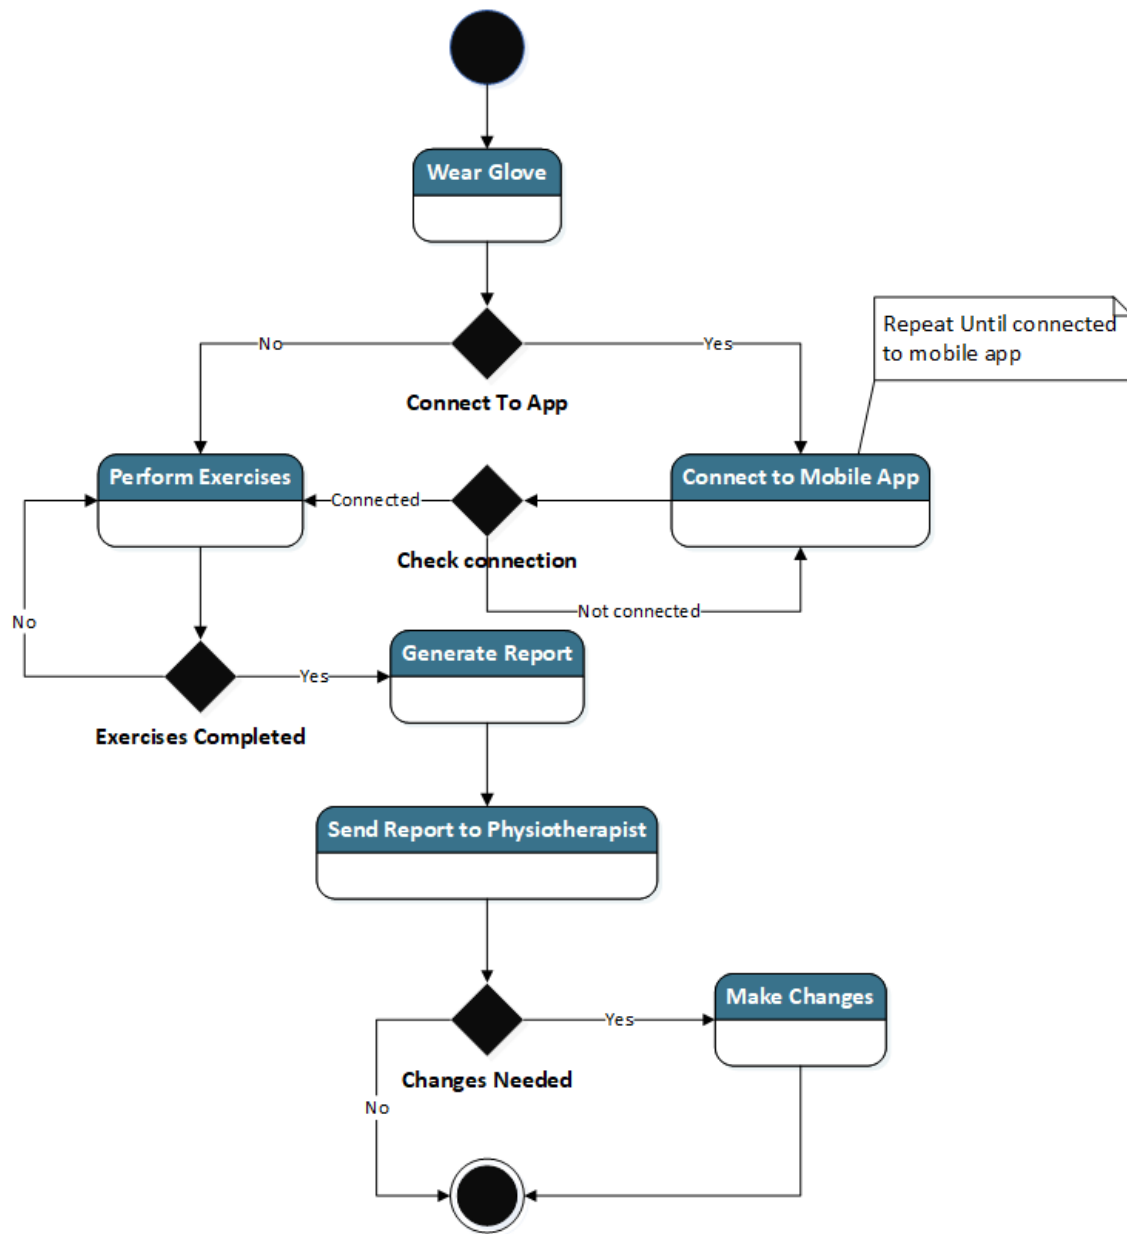 Wear Glove
Repeat Until connected
to mobile app
No
Yes
Connect To App
Perform Exercises
Connect to Mobile App
Connected
Check connection
Not connected
No
Generate Report
Yes
Exercises Completed
Send Report to Physiotherapist
Make Changes
Yes
Changes Needed
No